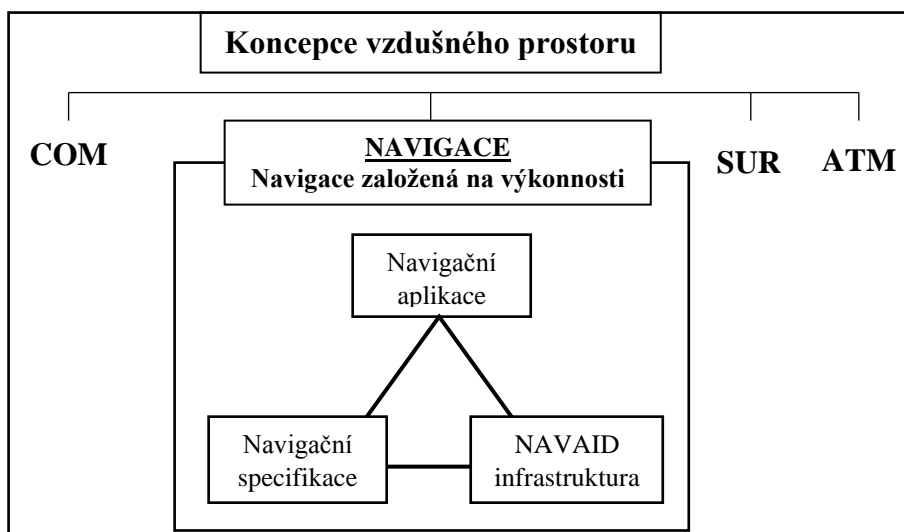 Koncepce vzdušného prostoru
COM
NAVIGACE
Navigace založená na výkonnosti
SUR
ATM
Navigační
aplikace
Navigační
specifikace
NAVAID
infrastruktura